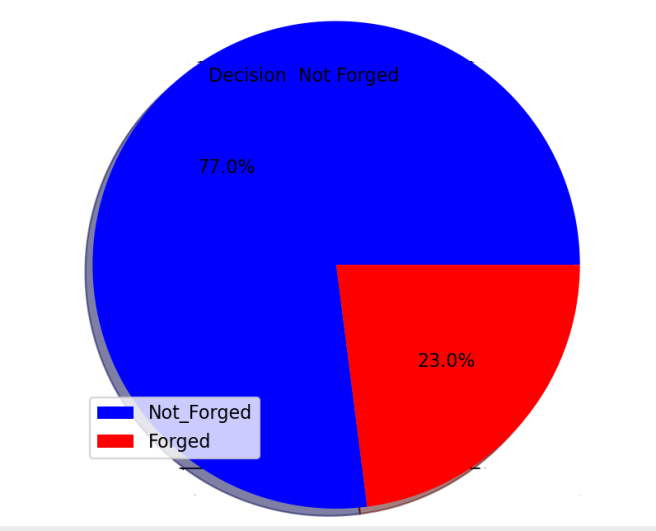 Decision  Not Forged
77.0%
23.0%
Not_Forged
Forged